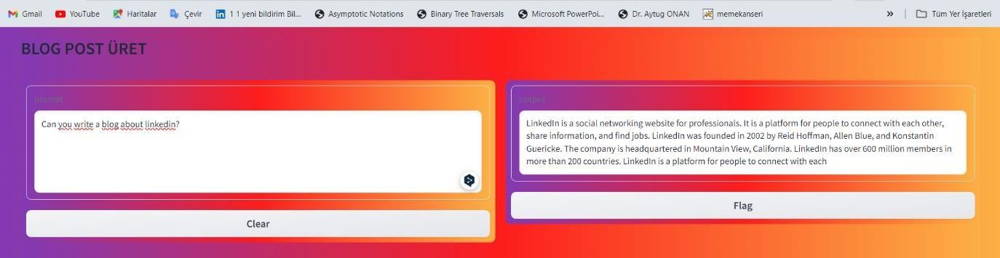 Gmail YouTube Haritalar Çevir 1 1 yeni bildirim Bil... Asymptotic Notations Binary Tree Traversals Microsoft PowerPoi... Dr. Aytug ONAN memekanseri » Tüm Yer İşaretleri
BLOG POST ÜRET
prompt
Can you write a blog about linkedin?
Clear
output
LinkedIn is a social networking website for professionals. It is a platform for people to connect with each other,
share information, and find jobs. LinkedIn was founded in 2002 by Reid Hoffman, Allen Blue, and Konstantin
Guericke. The company is headquartered in Mountain View, California. LinkedIn has over 600 million members in
more than 200 countries. LinkedIn is a platform for people to connect with each
Flag